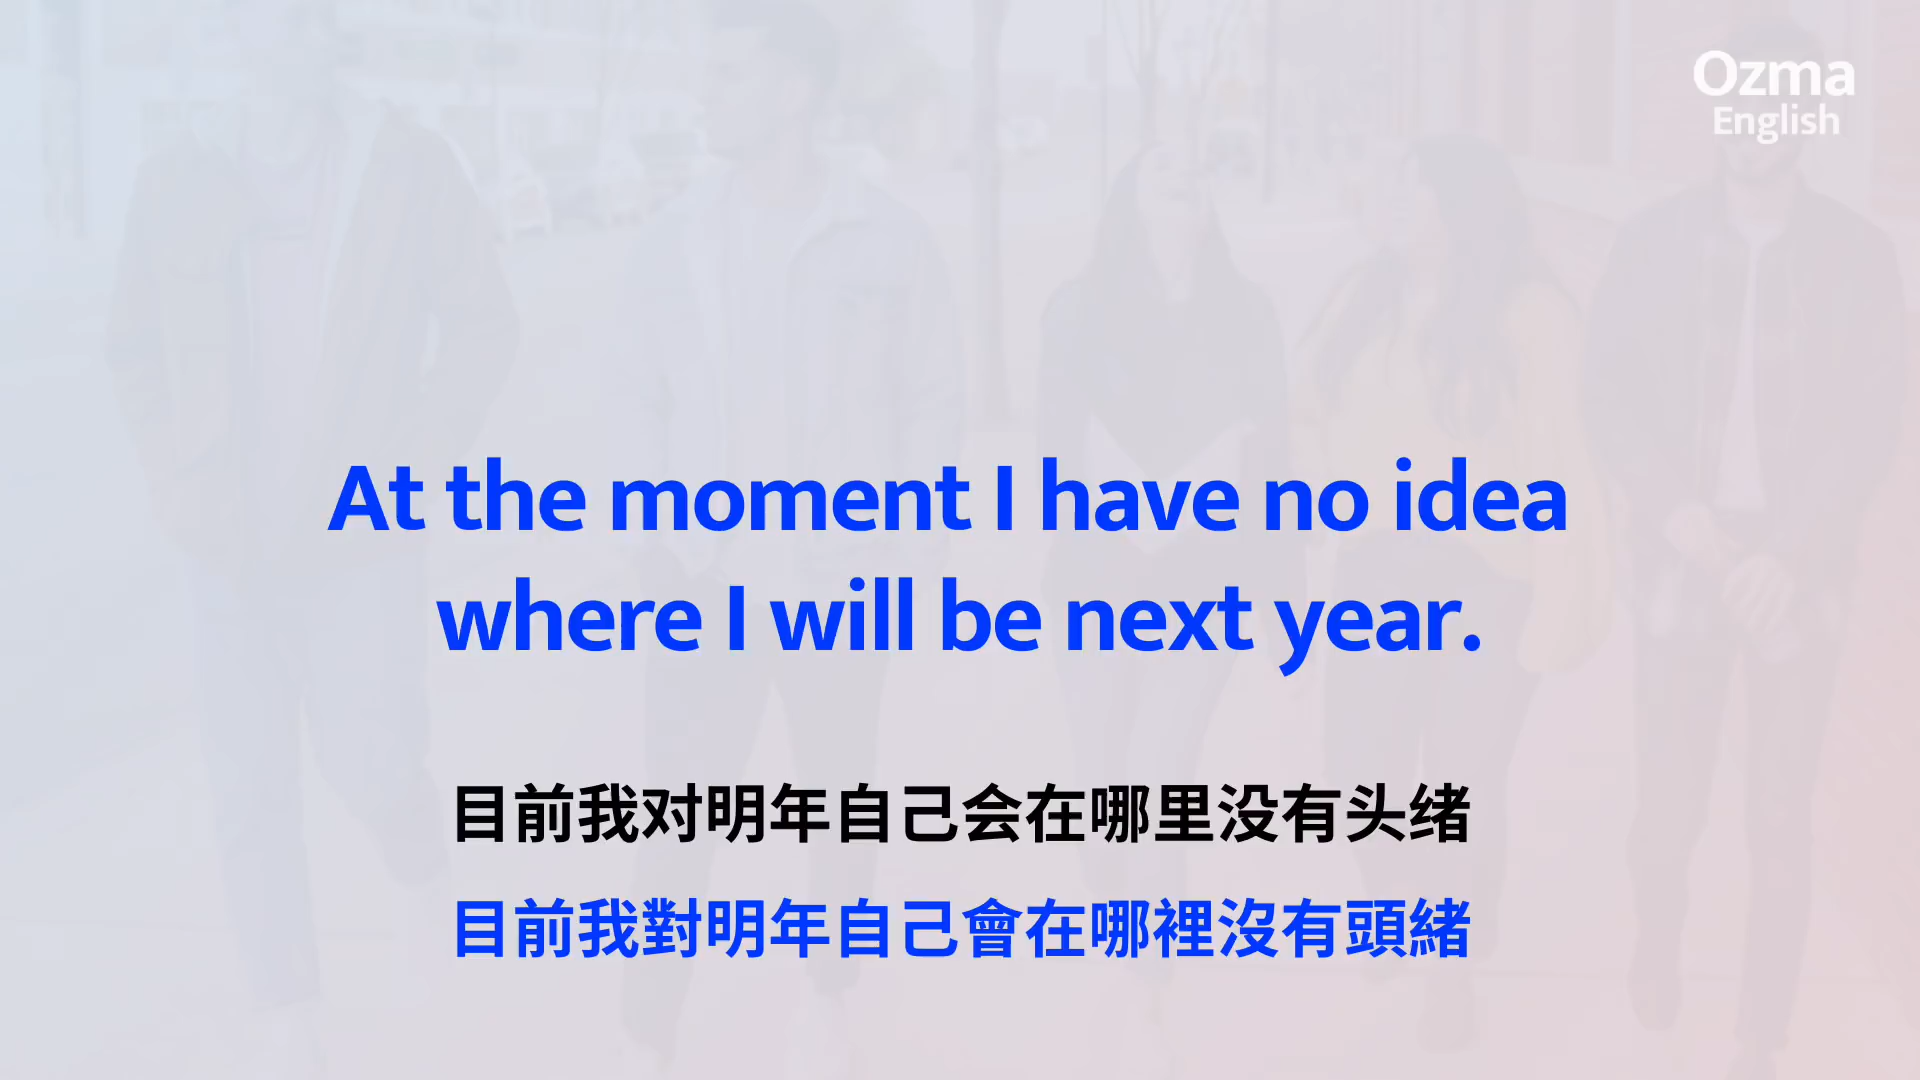 Ozma
English
At the moment I have no idea
where I will be next year.
目前我对明年自己会在哪里没有头绪
目前我對明年自己會在哪裡沒有頭緒